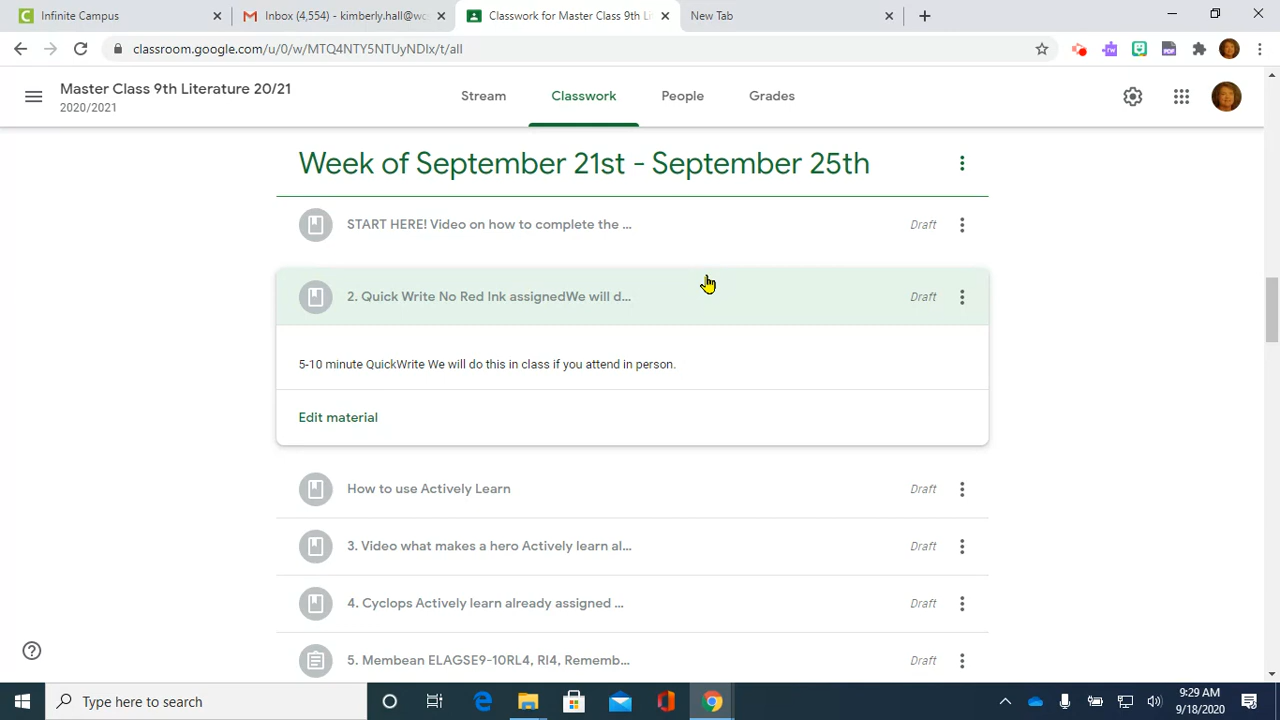 Infinite Campus
Inbox (4,554) - kimberly.hall@wcs
Classwork for Master Class 9th Lit
New Tab
classroom.google.com/u/0/w/MTQ4NTY5NTUyNDlx/t/all
Master Class 9th Literature 20/21
2020/2021
Stream
Classwork
People
Grades
Week of September 21st - September 25th
START HERE! Video on how to complete the ...
Draft
2. Quick Write No Red Ink assignedWe will d...
Draft
5-10 minute QuickWrite We will do this in class if you attend in person.
Edit material
How to use Actively Learn
Draft
3. Video what makes a hero Actively learn al...
Draft
4. Cyclops Actively learn already assigned ...
Draft
5. Membean ELAGSE9-10RL4, RI4, Rememb...
Draft
Type here to search
9:29 AM
9/18/2020